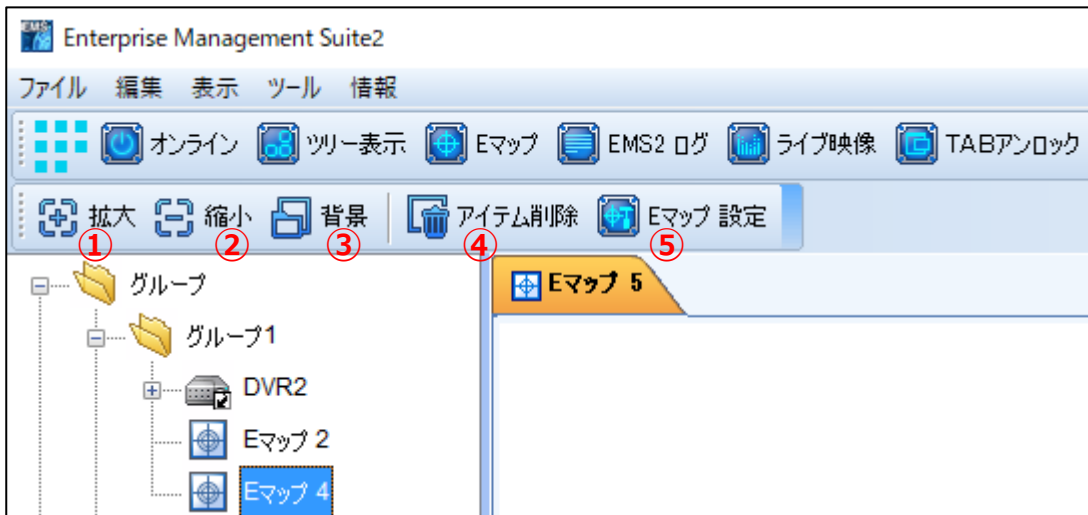 EMS
Enterprise Management Suite2
ファイル 編集 表示 ツール 情報
オンライン ツリー表示 Eマップ EMS2 ログ ライブ映像 TABアンロック
拡大 縮小 背景 アイテム削除 Eマップ 設定
① ② ③ ④ ⑤
グループ
Eマップ 5
グループ1
DVR2
Eマップ 2
Eマップ 4